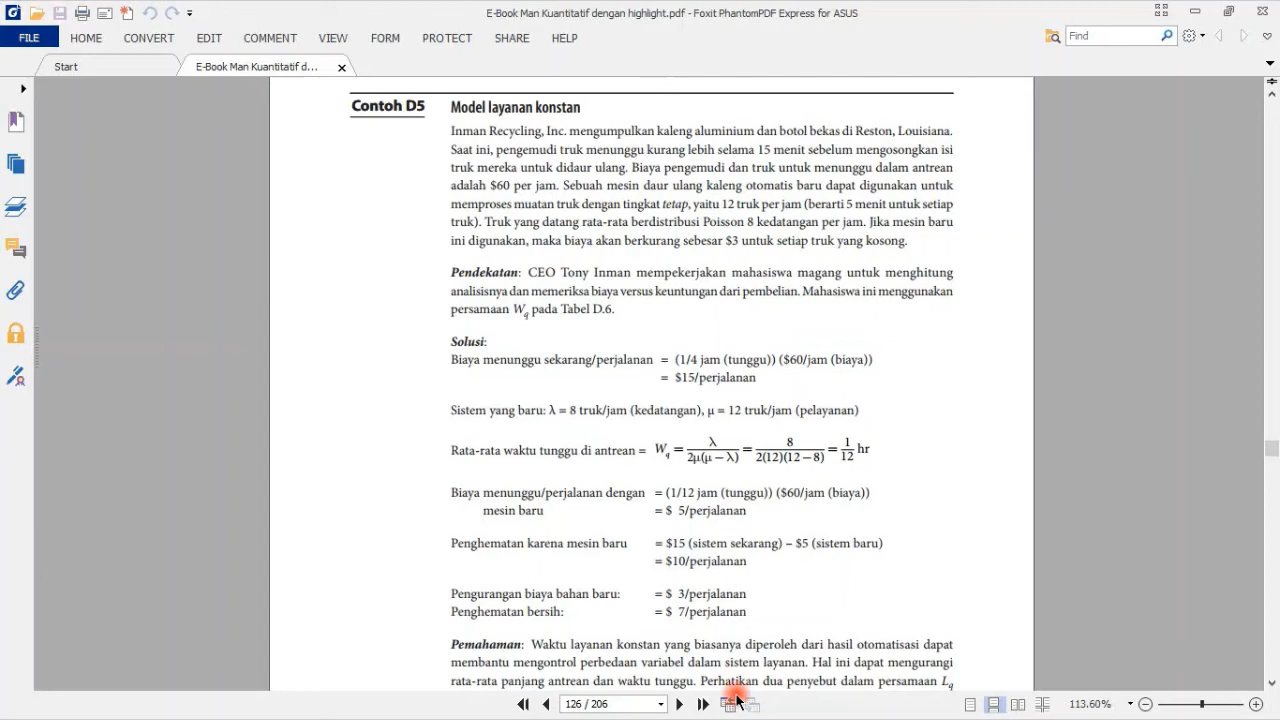 E-Book Man Kuantitatif dengan highlight.pdf - Foxit PhantomPDF Express for ASUS
FILE HOME CONVERT EDIT COMMENT VIEW FORM PROTECT SHARE HELP Find
Start E-Book Man Kuantitatif d...
Contoh D5 Model layanan konstan
Inman Recycling, Inc. mengumpulkan kaleng aluminium dan botol bekas di Reston, Louisiana.
Saat ini, pengemudi truk menunggu kurang lebih selama 15 menit sebelum mengosongkan isi
truk mereka untuk didaur ulang. Biaya pengemudi dan truk untuk menunggu dalam antrean
adalah $60 per jam. Sebuah mesin daur ulang kaleng otomatis baru dapat digunakan untuk
memproses muatan truk dengan tingkat tetap, yaitu 12 truk per jam (berarti 5 menit untuk setiap
truk). Truk yang datang rata-rata berdistribusi Poisson 8 kedatangan per jam. Jika mesin baru
ini digunakan, maka biaya akan berkurang sebesar $3 untuk setiap truk yang kosong.
Pendekatan: CEO Tony Inman mempekerjakan mahasiswa magang untuk menghitung
analisisnya dan memeriksa biaya versus keuntungan dari pembelian. Mahasiswa ini menggunakan
persamaan Wq pada Tabel D.6.
Solusi:
Biaya menunggu sekarang/perjalanan = (1/4 jam (tunggu)) ($60/jam (biaya))
= $15/perjalanan
Sistem yang baru: λ = 8 truk/jam (kedatangan), μ = 12 truk/jam (pelayanan)
Rata-rata waktu tunggu di antrean = Wq = λ/2μ(μ − λ) = 8/2(12)(12 − 8) = 1/12 hr
Biaya menunggu/perjalanan dengan = (1/12 jam (tunggu)) ($60/jam (biaya))
mesin baru = $ 5/perjalanan
Penghematan karena mesin baru = $15 (sistem sekarang) – $5 (sistem baru)
= $10/perjalanan
Pengurangan biaya bahan baru: = $ 3/perjalanan
Penghematan bersih: = $ 7/perjalanan
Pemahaman: Waktu layanan konstan yang biasanya diperoleh dari hasil otomatisasi dapat
membantu mengontrol perbedaan variabel dalam sistem layanan. Hal ini dapat mengurangi
rata-rata panjang antrean dan waktu tunggu. Perhatikan dua penyebut dalam persamaan Lq
126 / 206 113.60%